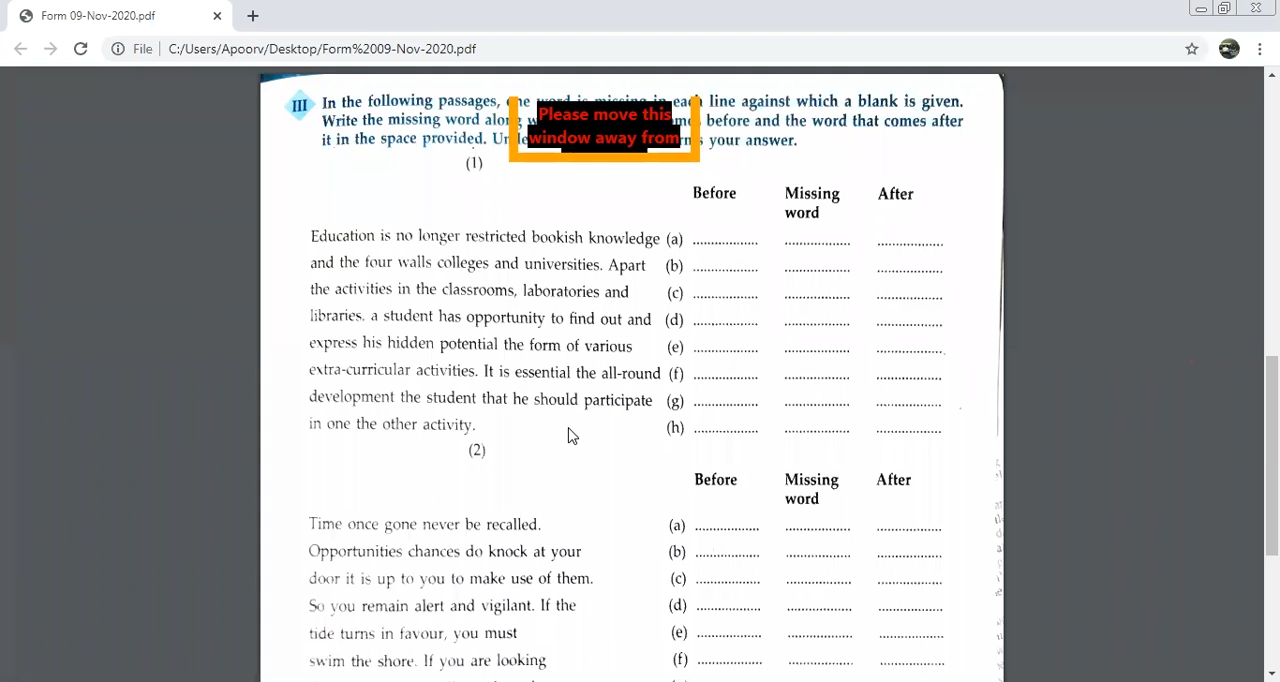 Form 09-Nov-2020.pdf
File C:/Users/Apoorv/Desktop/Form%2009-Nov-2020.pdf
III In the following passages, one word is missing in each line against which a blank is given.
Write the missing word along before and the word that comes after
it in the space provided. your answer.
Please move this
window away from
(1)
Before Missing After
word
Education is no longer restricted bookish knowledge (a) .................. .................. ..................
and the four walls colleges and universities. Apart (b) .................. .................. ..................
the activities in the classrooms, laboratories and (c) .................. .................. ..................
libraries. a student has opportunity to find out and (d) .................. .................. ..................
express his hidden potential the form of various (e) .................. .................. ..................
extra-curricular activities. It is essential the all-round (f) .................. .................. ..................
development the student that he should participate (g) .................. .................. ..................
in one the other activity. (h) .................. .................. ..................
(2)
Before Missing After
word
Time once gone never be recalled. (a) .................. .................. ..................
Opportunities chances do knock at your (b) .................. .................. ..................
door it is up to you to make use of them. (c) .................. .................. ..................
So you remain alert and vigilant. If the (d) .................. .................. ..................
tide turns in favour, you must (e) .................. .................. ..................
swim the shore. If you are looking (f) .................. .................. ..................